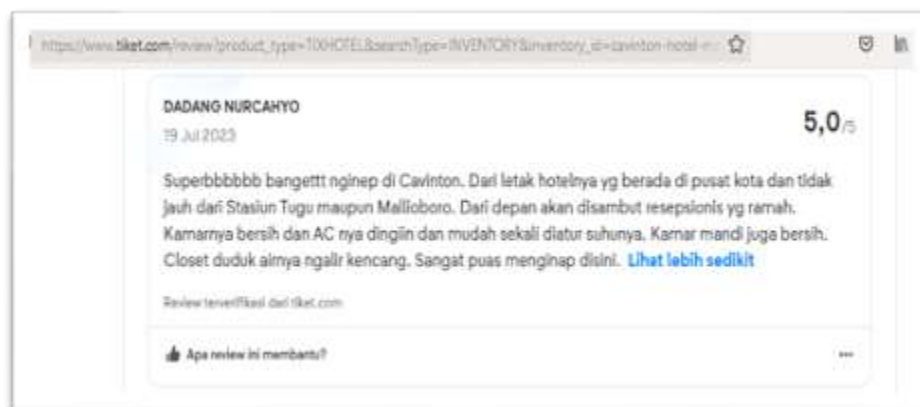 https://www.tiket.com/review?product_type=TIXHOTEL&searchType=INVENTORY&inventory_id=cavinton-hotel-
DADANG NURCAHYO
5,0/5
19 Jul 2023
Superbbbbbb bangettt nginep di Cavinton. Dari letak hotelnya yg berada di pusat kota dan tidak
jauh dari Stasiun Tugu maupun Mallioboro. Dari depan akan disambut resepsionis yg ramah.
Kamarnya bersih dan AC nya dingiin dan mudah sekali diatur suhunya. Kamar mandi juga bersih.
Closet duduk airnya ngalir kencang. Sangat puas menginap disini. Lihat lebih sedikit
Review terverifikasi dari tiket.com
Apa review ini membantu?